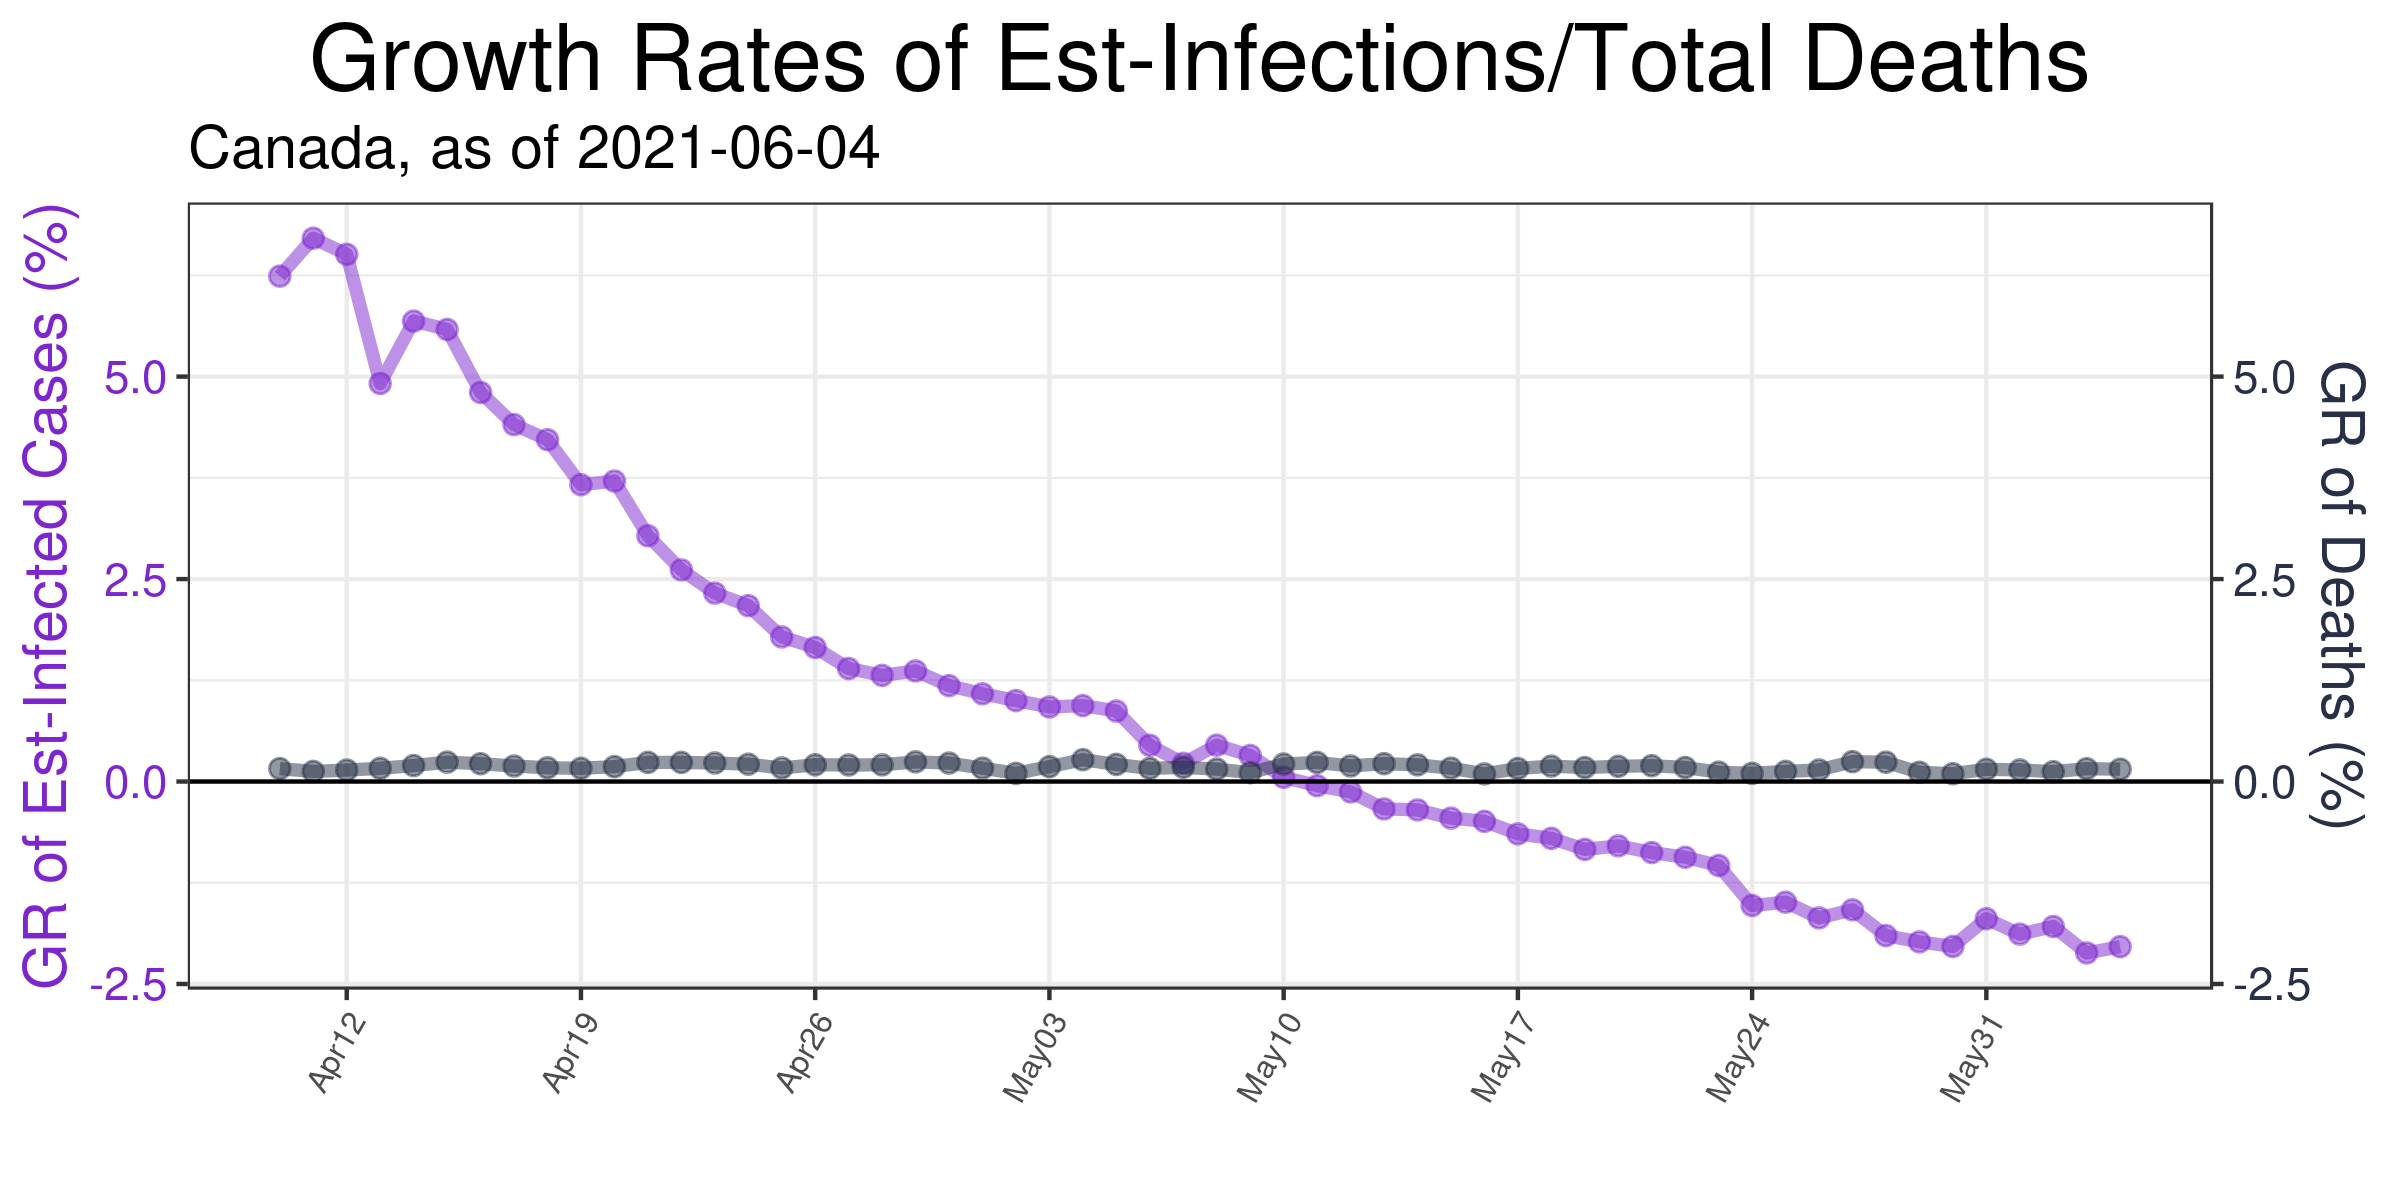 Growth Rates of Est-Infections/Total Deaths
Canada, as of 2021-06-04
GR of Est-Infected Cases (%)
5.0
2.5
0.0
-2.5
5.0
2.5
0.0
-2.5
GR of Deaths (%)
Apr12
Apr19
Apr26
May03
May10
May17
May24
May31